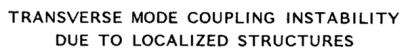 TRANSVERSE MODE COUPLING INSTABILITY
DUE TO LOCALIZED STRUCTURES